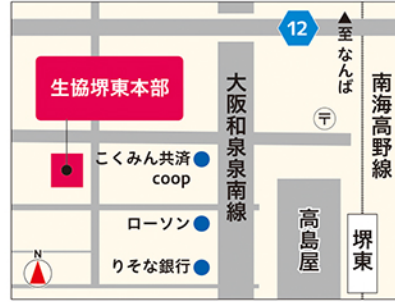 12
▲至 なんば
生協堺東本部
大阪和泉泉南線
南海高野線
〒
こくみん共済
coop
ローソン
高島屋
堺東
りそな銀行
N